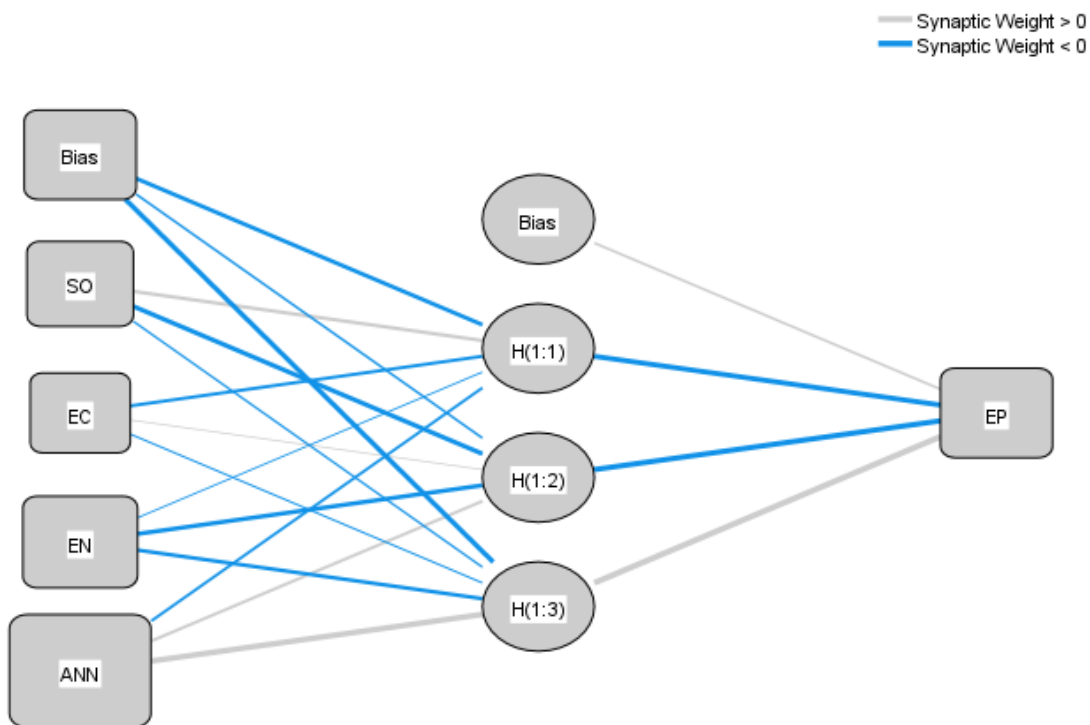 Synaptic Weight > 0
Synaptic Weight < 0
Bias
SO
EC
EN
ANN
Bias
H(1:1)
H(1:2)
H(1:3)
EP